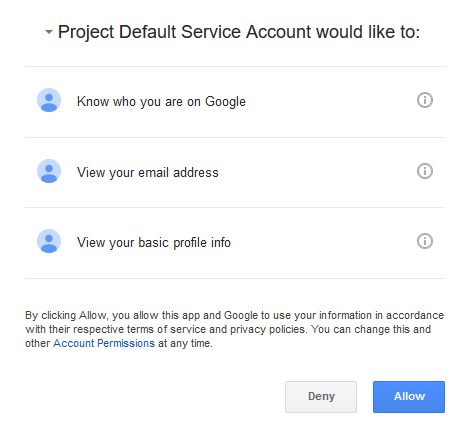 Project Default Service Account would like to:
Know who you are on Google
View your email address
View your basic profile info
By clicking Allow, you allow this app and Google to use your information in accordance
with their respective terms of service and privacy policies. You can change this and
other Account Permissions at any time.
Deny
Allow